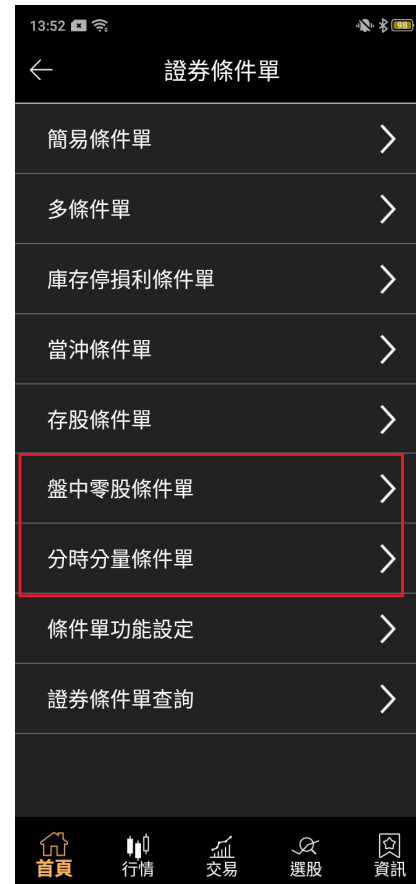 13:52
98
證券條件單
簡易條件單
多條件單
庫存停損利條件單
當沖條件單
存股條件單
盤中零股條件單
分時分量條件單
條件單功能設定
證券條件單查詢
首頁 行情 交易 選股 資訊